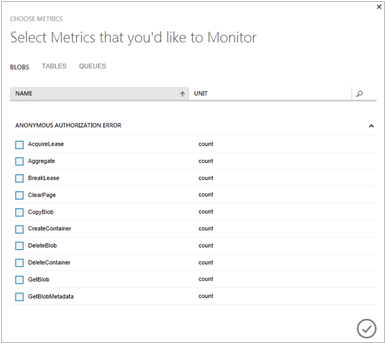 CHOOSE METRICS
Select Metrics that you'd like to Monitor
BLOBS TABLES QUEUES
NAME UNIT
ANONYMOUS AUTHORIZATION ERROR
AcquireLease count
Aggregate count
BreakLease count
ClearPage count
CopyBlob count
CreateContainer count
DeleteBlob count
DeleteContainer count
GetBlob count
GetBlobMetadata count